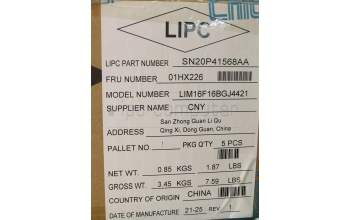 LIPC
LIPC PART NUMBER SN20P41568AA
FRU NUMBER 01HX226
MODEL NUMBER LIM16F16BGJ4421
SUPPLIER NAME CNY
San Zhong Guan Li Qu
ADDRESS Qing Xi, Dong Guan, China
PALLET NO PKG QTY 5 PCS
NET WT. 0.85 KGS 1.87 LBS
GROSS WT. 3.45 KGS 7.59 LBS
COUNTRY OF ORIGIN CHINA
DATE OF MANUFACTURE 21-25 REV 1